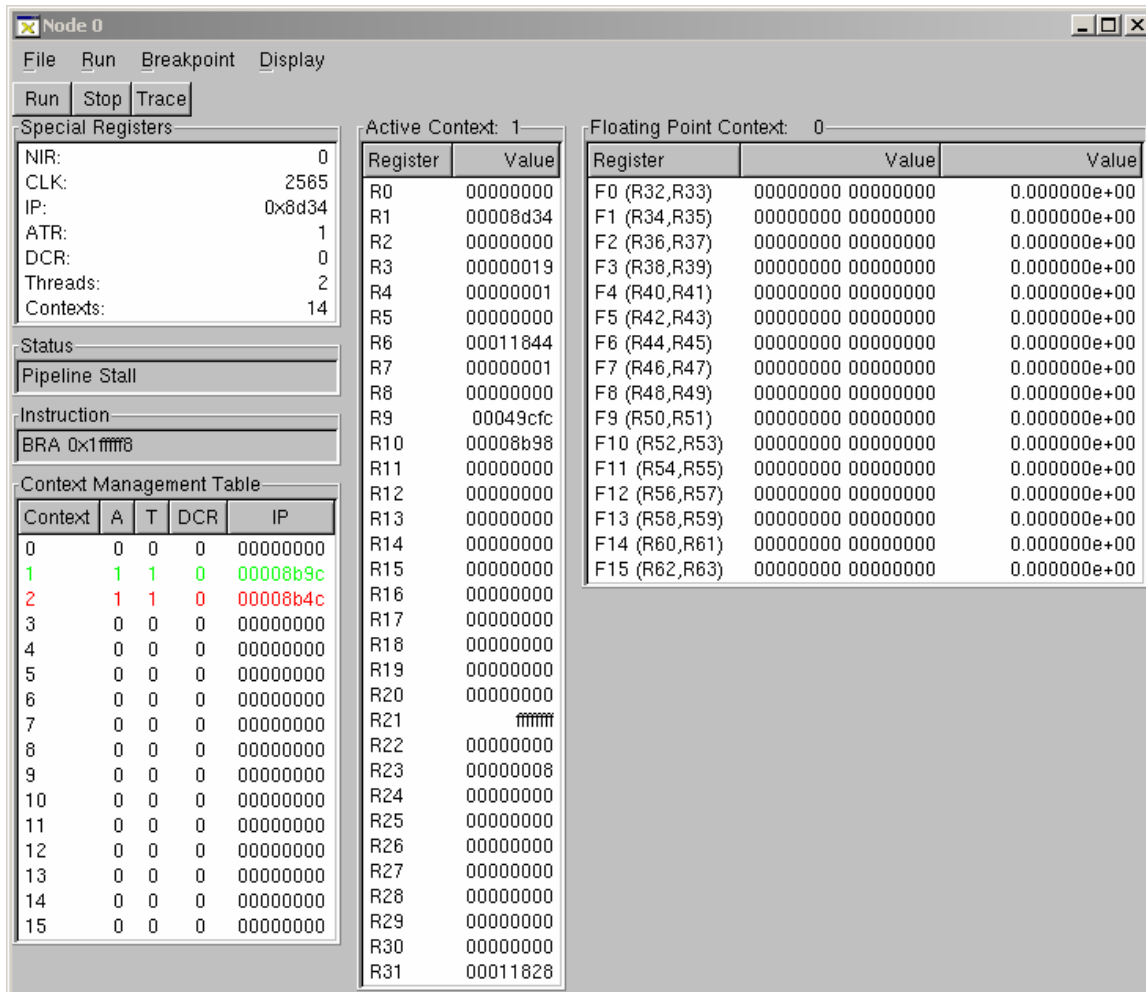 Node 0
File Run Breakpoint Display
Run Stop Trace
Special Registers
NIR: 0
CLK: 2565
IP: 0x8d34
ATR: 1
DCR: 0
Threads: 2
Contexts: 14
Status
Pipeline Stall
Instruction
BRA 0x1fffff8
Context Management Table
Context A T DCR IP
0 0 0 0 00000000
1 1 1 0 00008b9c
2 1 1 0 00008b4c
3 0 0 0 00000000
4 0 0 0 00000000
5 0 0 0 00000000
6 0 0 0 00000000
7 0 0 0 00000000
8 0 0 0 00000000
9 0 0 0 00000000
10 0 0 0 00000000
11 0 0 0 00000000
12 0 0 0 00000000
13 0 0 0 00000000
14 0 0 0 00000000
15 0 0 0 00000000
Active Context: 1
Register Value
R0 00000000
R1 00008d34
R2 00000000
R3 00000019
R4 00000001
R5 00000000
R6 00011844
R7 00000001
R8 00000000
R9 00049cfc
R10 00008b98
R11 00000000
R12 00000000
R13 00000000
R14 00000000
R15 00000000
R16 00000000
R17 00000000
R18 00000000
R19 00000000
R20 00000000
R21 ffffffff
R22 00000000
R23 00000008
R24 00000000
R25 00000000
R26 00000000
R27 00000000
R28 00000000
R29 00000000
R30 00000000
R31 00011828
Floating Point Context: 0
Register Value Value
F0 (R32,R33) 00000000 00000000 0.000000e+00
F1 (R34,R35) 00000000 00000000 0.000000e+00
F2 (R36,R37) 00000000 00000000 0.000000e+00
F3 (R38,R39) 00000000 00000000 0.000000e+00
F4 (R40,R41) 00000000 00000000 0.000000e+00
F5 (R42,R43) 00000000 00000000 0.000000e+00
F6 (R44,R45) 00000000 00000000 0.000000e+00
F7 (R46,R47) 00000000 00000000 0.000000e+00
F8 (R48,R49) 00000000 00000000 0.000000e+00
F9 (R50,R51) 00000000 00000000 0.000000e+00
F10 (R52,R53) 00000000 00000000 0.000000e+00
F11 (R54,R55) 00000000 00000000 0.000000e+00
F12 (R56,R57) 00000000 00000000 0.000000e+00
F13 (R58,R59) 00000000 00000000 0.000000e+00
F14 (R60,R61) 00000000 00000000 0.000000e+00
F15 (R62,R63) 00000000 00000000 0.000000e+00